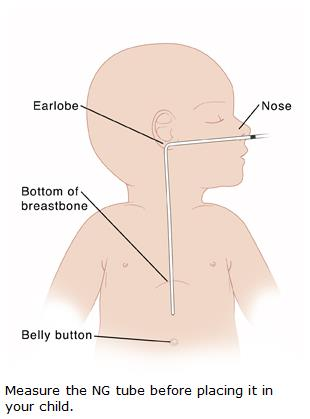 Earlobe
Nose
Bottom of
breastbone
Belly button
Measure the NG tube before placing it in
your child.